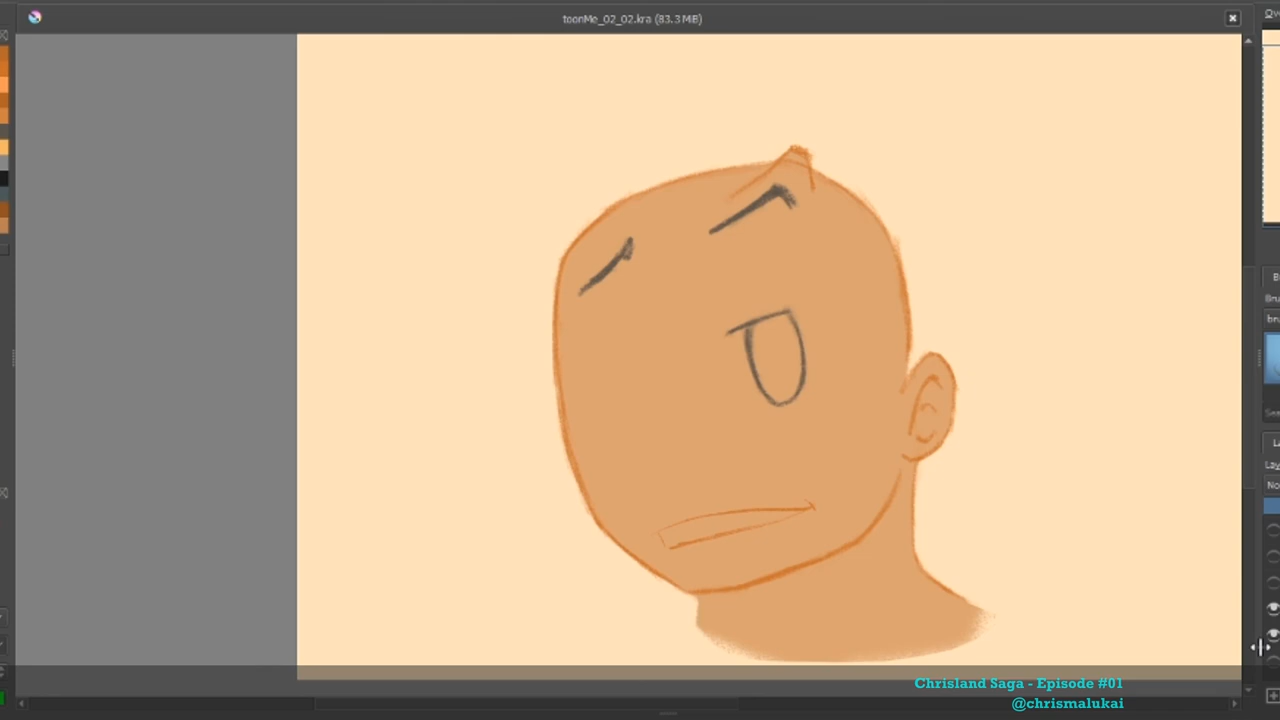 toonMe_02_02.kra (83.3 MiB)
Chrisland Saga - Episode #01
@chrismalukai